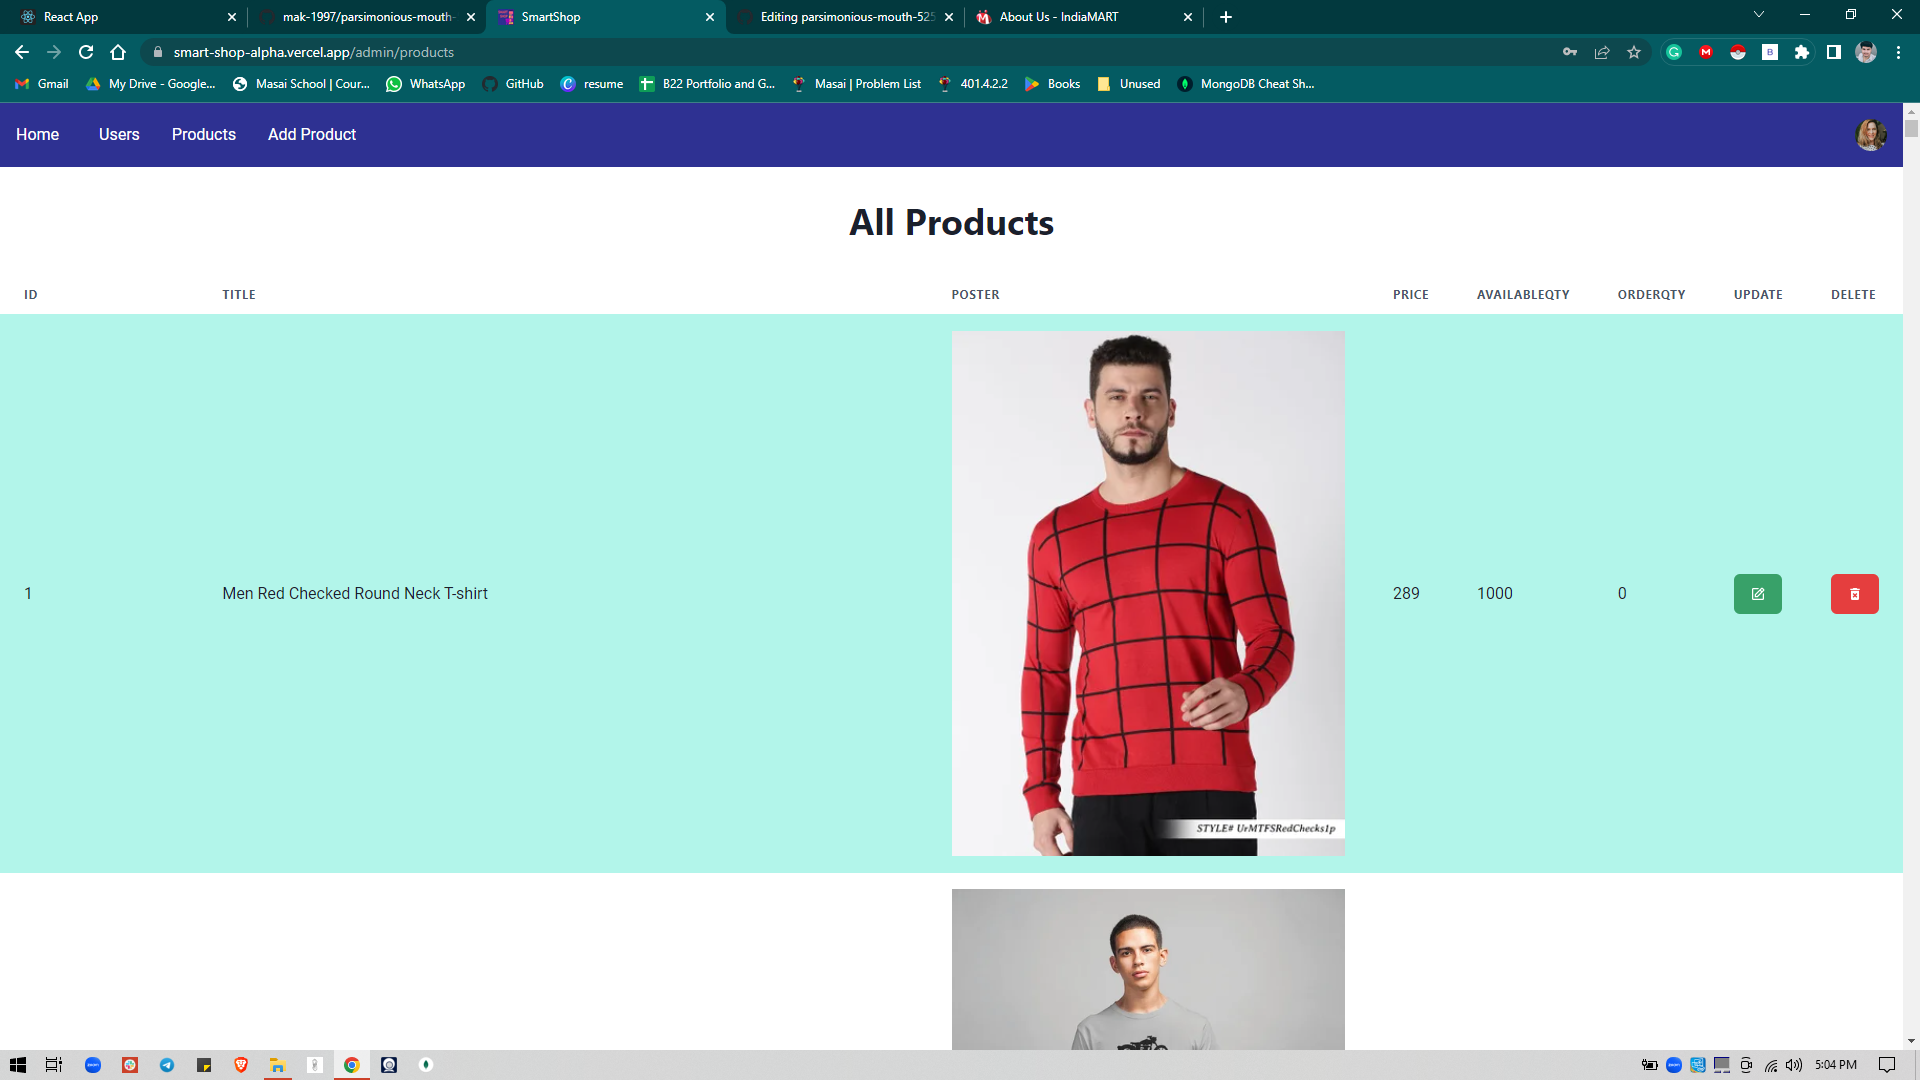 React App
mak-1997/parsimonious-mouth-
SmartShop
Editing parsimonious-mouth-525
About Us - IndiaMART
smart-shop-alpha.vercel.app/admin/products
Gmail
My Drive - Google...
Masai School | Cour...
WhatsApp
GitHub
resume
B22 Portfolio and G...
Masai | Problem List
401.4.2.2
Books
Unused
MongoDB Cheat Sh...
Home
Users
Products
Add Product
All Products
ID
TITLE
POSTER
PRICE
AVAILABLEQTY
ORDERQTY
UPDATE
DELETE
1
Men Red Checked Round Neck T-shirt
STYLE# UrMTFSRedChecks1p
289
1000
0
5:04 PM